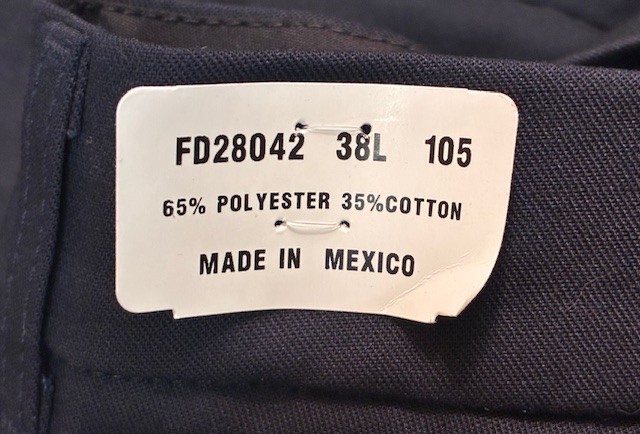 FD28042 38L 105
65% POLYESTER 35%COTTON
MADE IN MEXICO